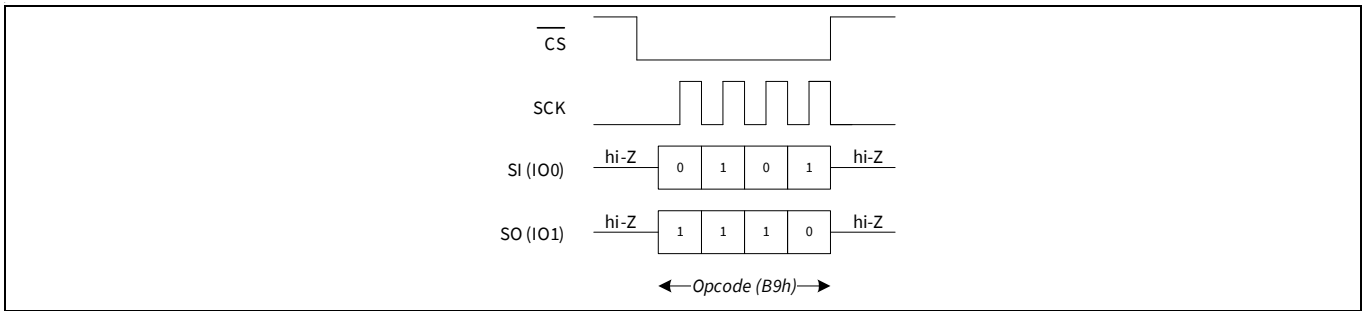 CS
SCK
SI (IO0) hi-Z 0 1 0 1 hi-Z
SO (IO1) hi-Z 1 1 1 0 hi-Z
Opcode (B9h)